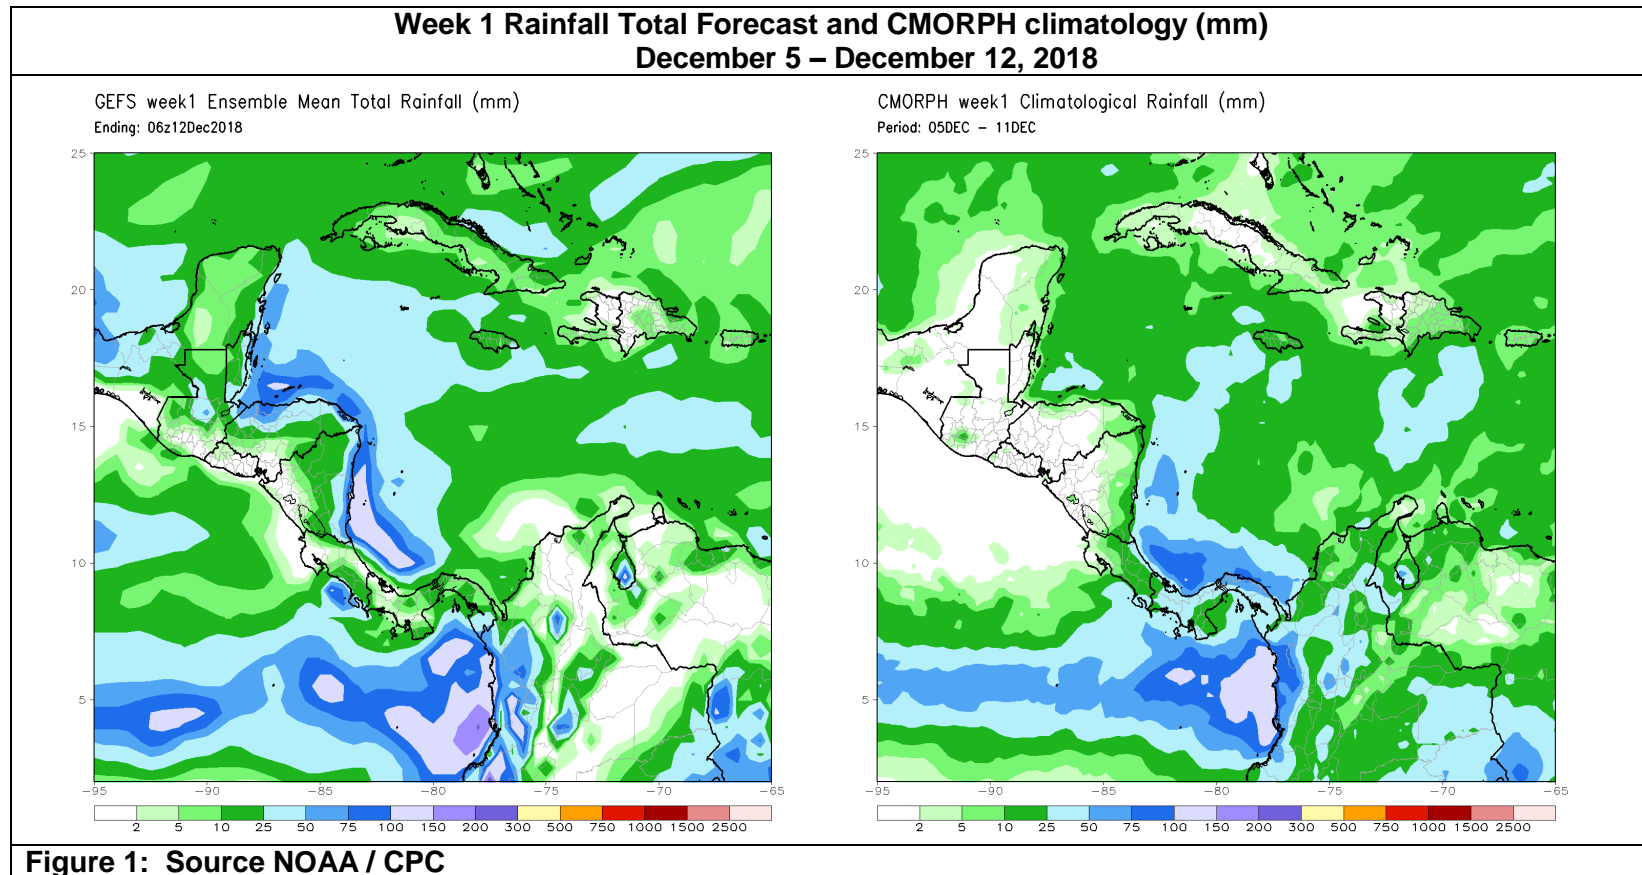 Week 1 Rainfall Total Forecast and CMORPH climatology (mm)
December 5 – December 12, 2018
GEFS week1 Ensemble Mean Total Rainfall (mm)
Ending: 06z12Dec2018
25
20
15
10
5
-95
-90
-85
-80
-75
-70
-65
2 5 10 25 50 75 100 150 200 300 500 750 1000 1500 2500
CMORPH week1 Climatological Rainfall (mm)
Period: 05DEC – 11DEC
25
20
15
10
5
-95
-90
-85
-80
-75
-70
-65
2 5 10 25 50 75 100 150 200 300 500 750 1000 1500 2500
Figure 1: Source NOAA / CPC